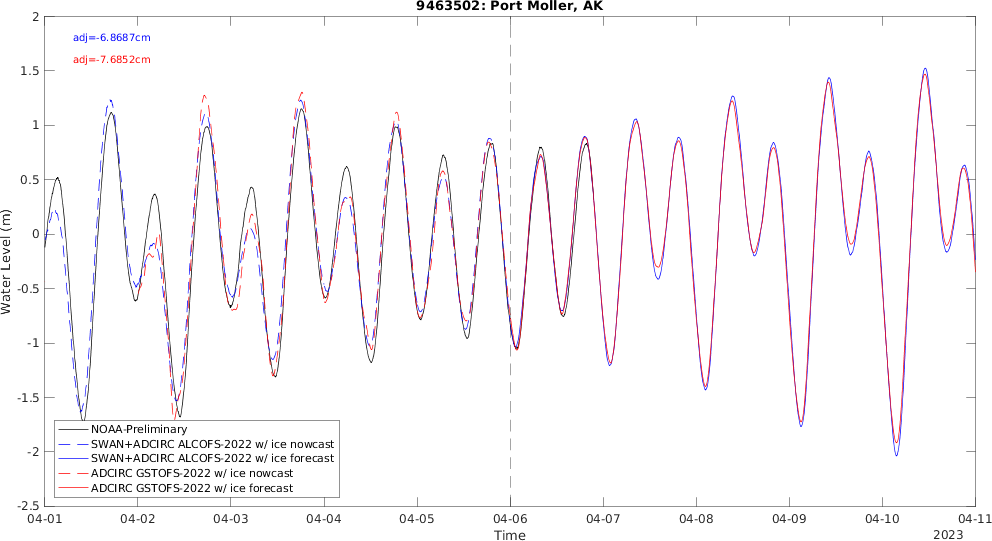 9463502: Port Moller, AK
adj=-6.8687cm
adj=-7.6852cm
Water Level (m)
2
1.5
1
0.5
0
-0.5
-1
-1.5
-2
-2.5
NOAA-Preliminary
SWAN+ADCIRC ALCOFS-2022 w/ ice nowcast
SWAN+ADCIRC ALCOFS-2022 w/ ice forecast
ADCIRC GSTOFS-2022 w/ ice nowcast
ADCIRC GSTOFS-2022 w/ ice forecast
04-01 04-02 04-03 04-04 04-05 04-06 04-07 04-08 04-09 04-10 04-11
Time
2023